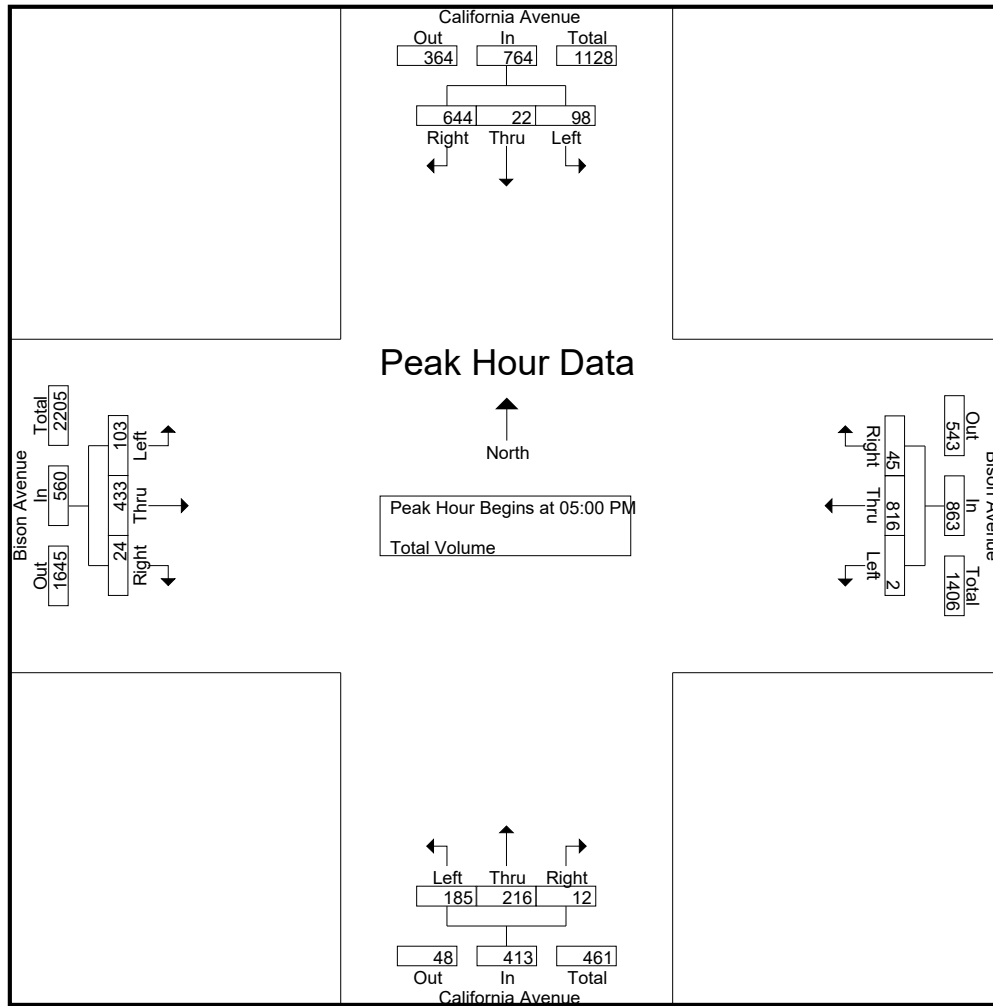 California Avenue
Out In Total
364 764 1128
644 22 98
Right Thru Left
Peak Hour Data
North
Peak Hour Begins at 05:00 PM
Total Volume
Bison Avenue
Total In Out
2205 560 1645
103 433 24
Left Thru Right
Bison Avenue
Out In Total
543 863 1406
45 816 2
Right Thru Left
Left Thru Right
185 216 12
48 413 461
Out In Total
California Avenue